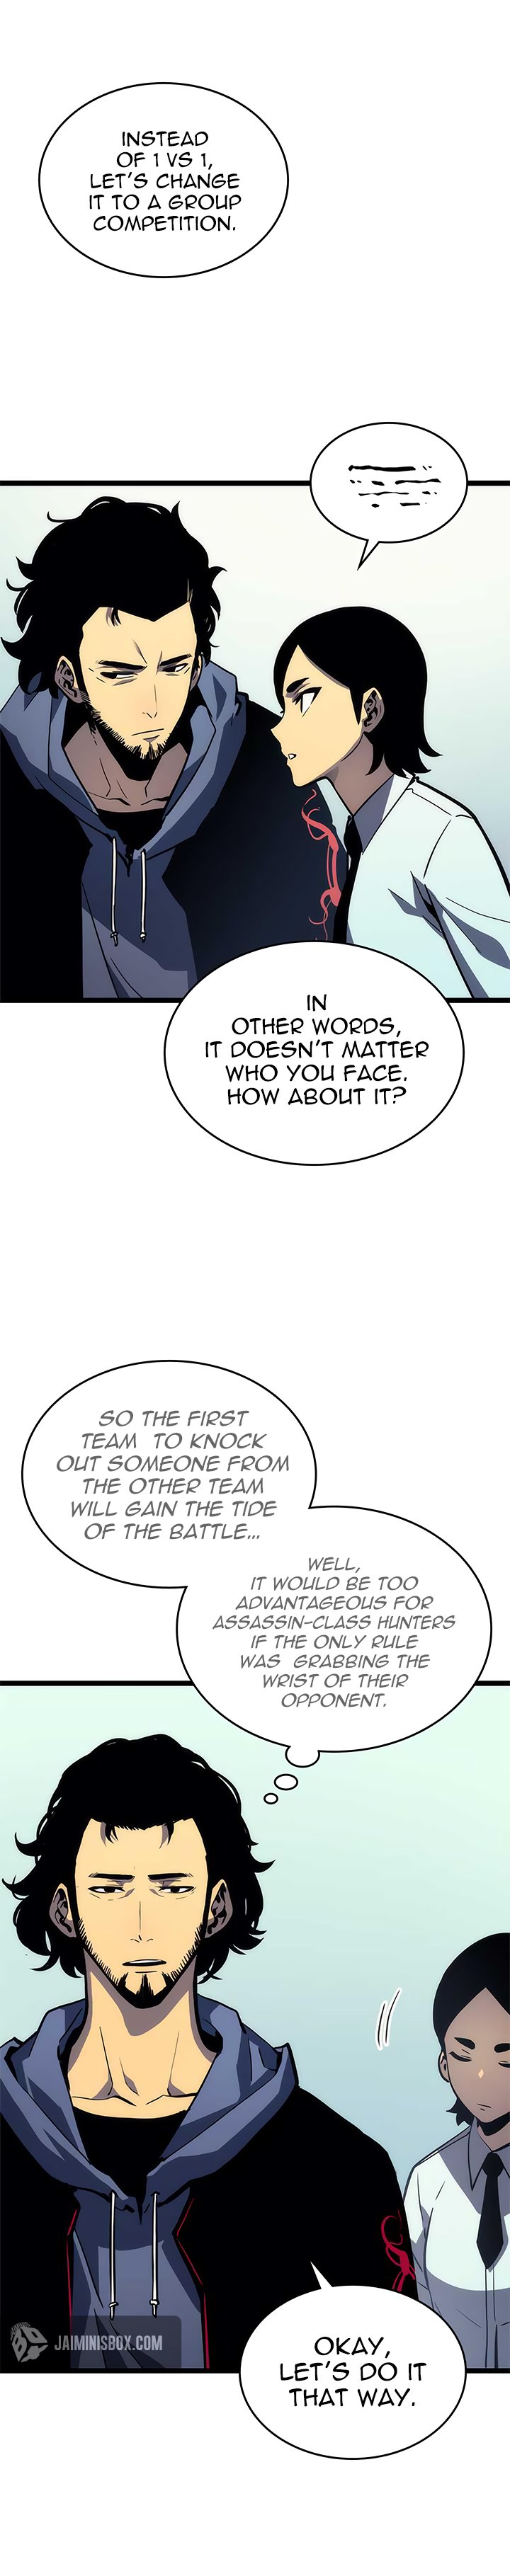 INSTEAD
OF 1 VS 1,
LET'S CHANGE
IT TO A GROUP
COMPETITION.
IN
OTHER WORDS,
IT DOESN'T MATTER
WHO YOU FACE.
HOW ABOUT IT?
SO THE FIRST
TEAM TO KNOCK
OUT SOMEONE FROM
THE OTHER TEAM
WILL GAIN THE TIDE
OF THE BATTLE...
WELL,
IT WOULD BE TOO
ADVANTAGEOUS FOR
ASSASSIN-CLASS HUNTERS
IF THE ONLY RULE
WAS GRABBING THE
WRIST OF THEIR
OPPONENT.
JAIMINISBOX.COM
OKAY,
LET'S DO IT
THAT WAY.